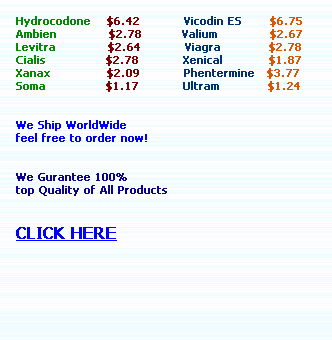 Hydrocodone $6.42 Vicodin ES $6.75
Ambien $2.78 Valium $2.67
Levitra $2.64 Viagra $2.78
Cialis $2.78 Xenical $1.87
Xanax $2.09 Phentermine $3.77
Soma $1.17 Ultram $1.24
We Ship WorldWide
feel free to order now!
We Gurantee 100%
top Quality of All Products
CLICK HERE